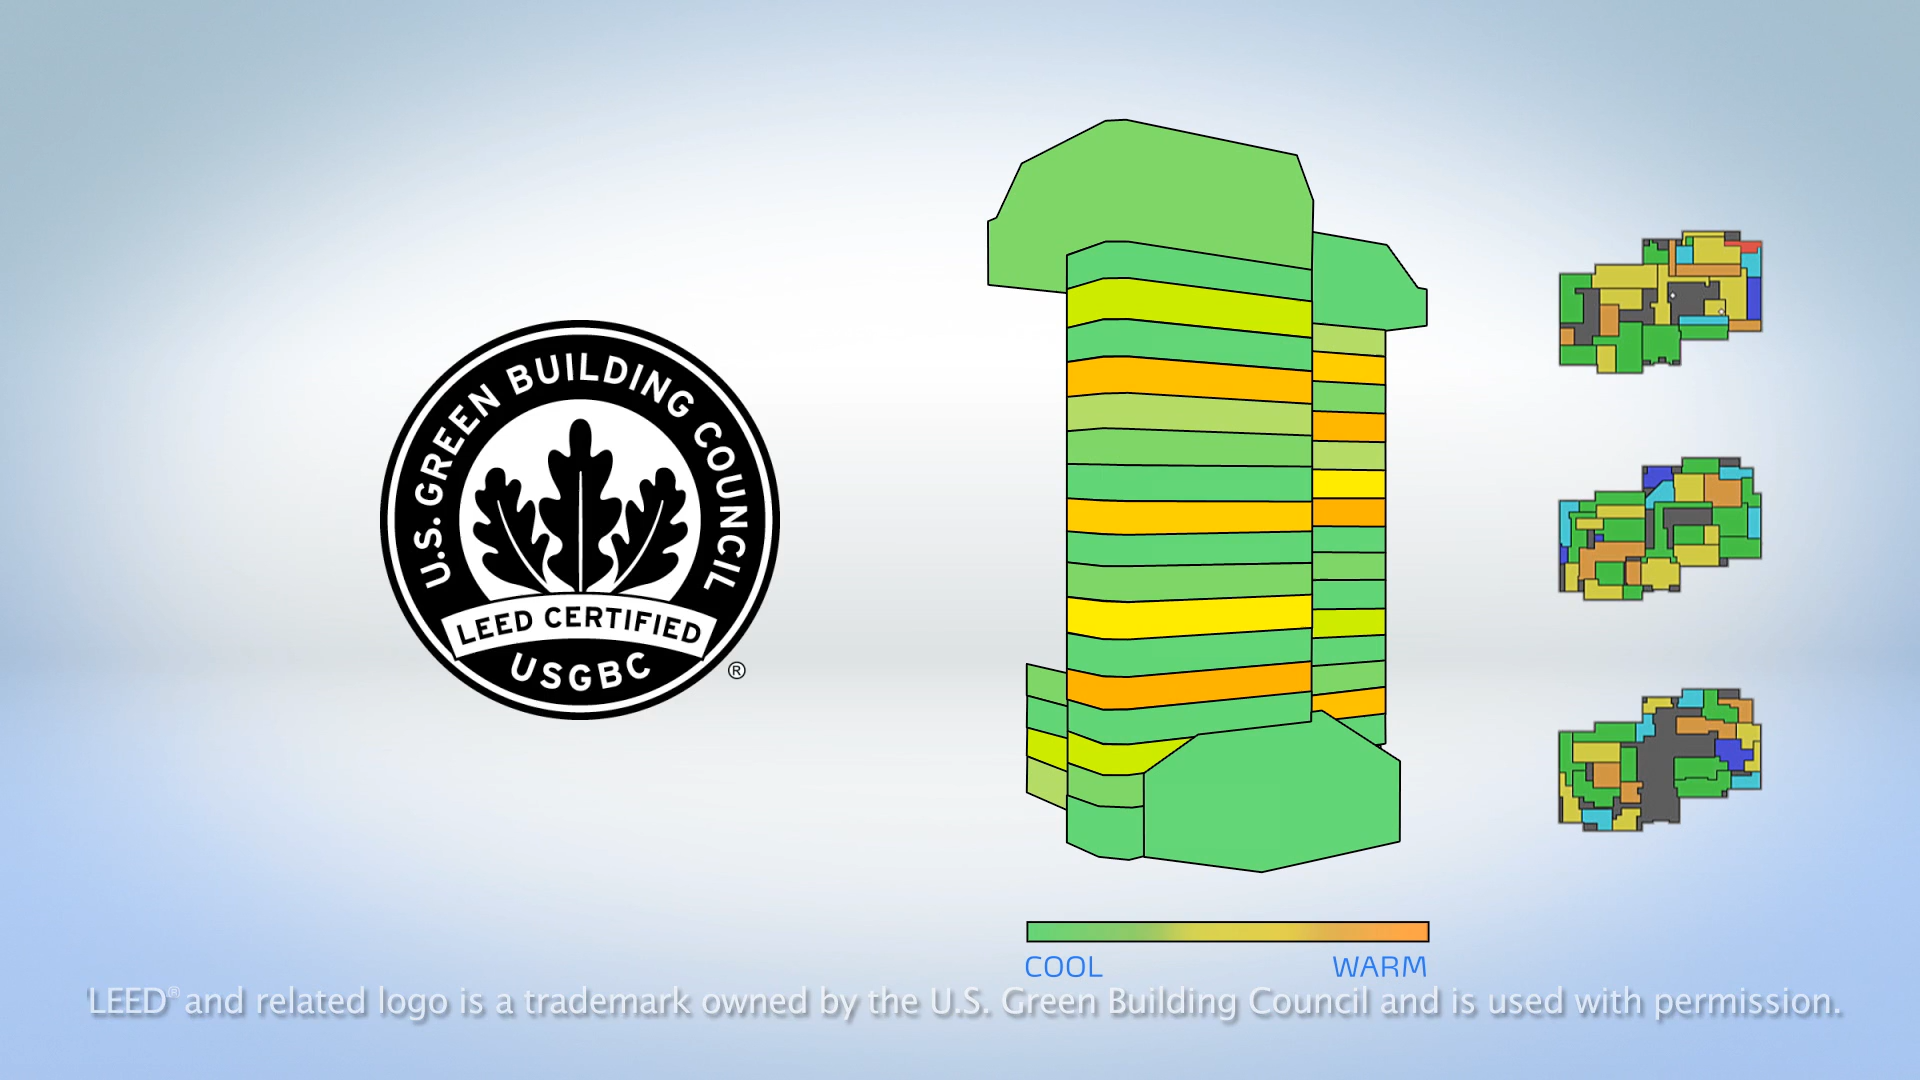 U.S. GREEN BUILDING COUNCIL
LEED CERTIFIED
USGBC ®
COOL WARM
LEED® and related logo is a trademark owned by the U.S. Green Building Council and is used with permission.